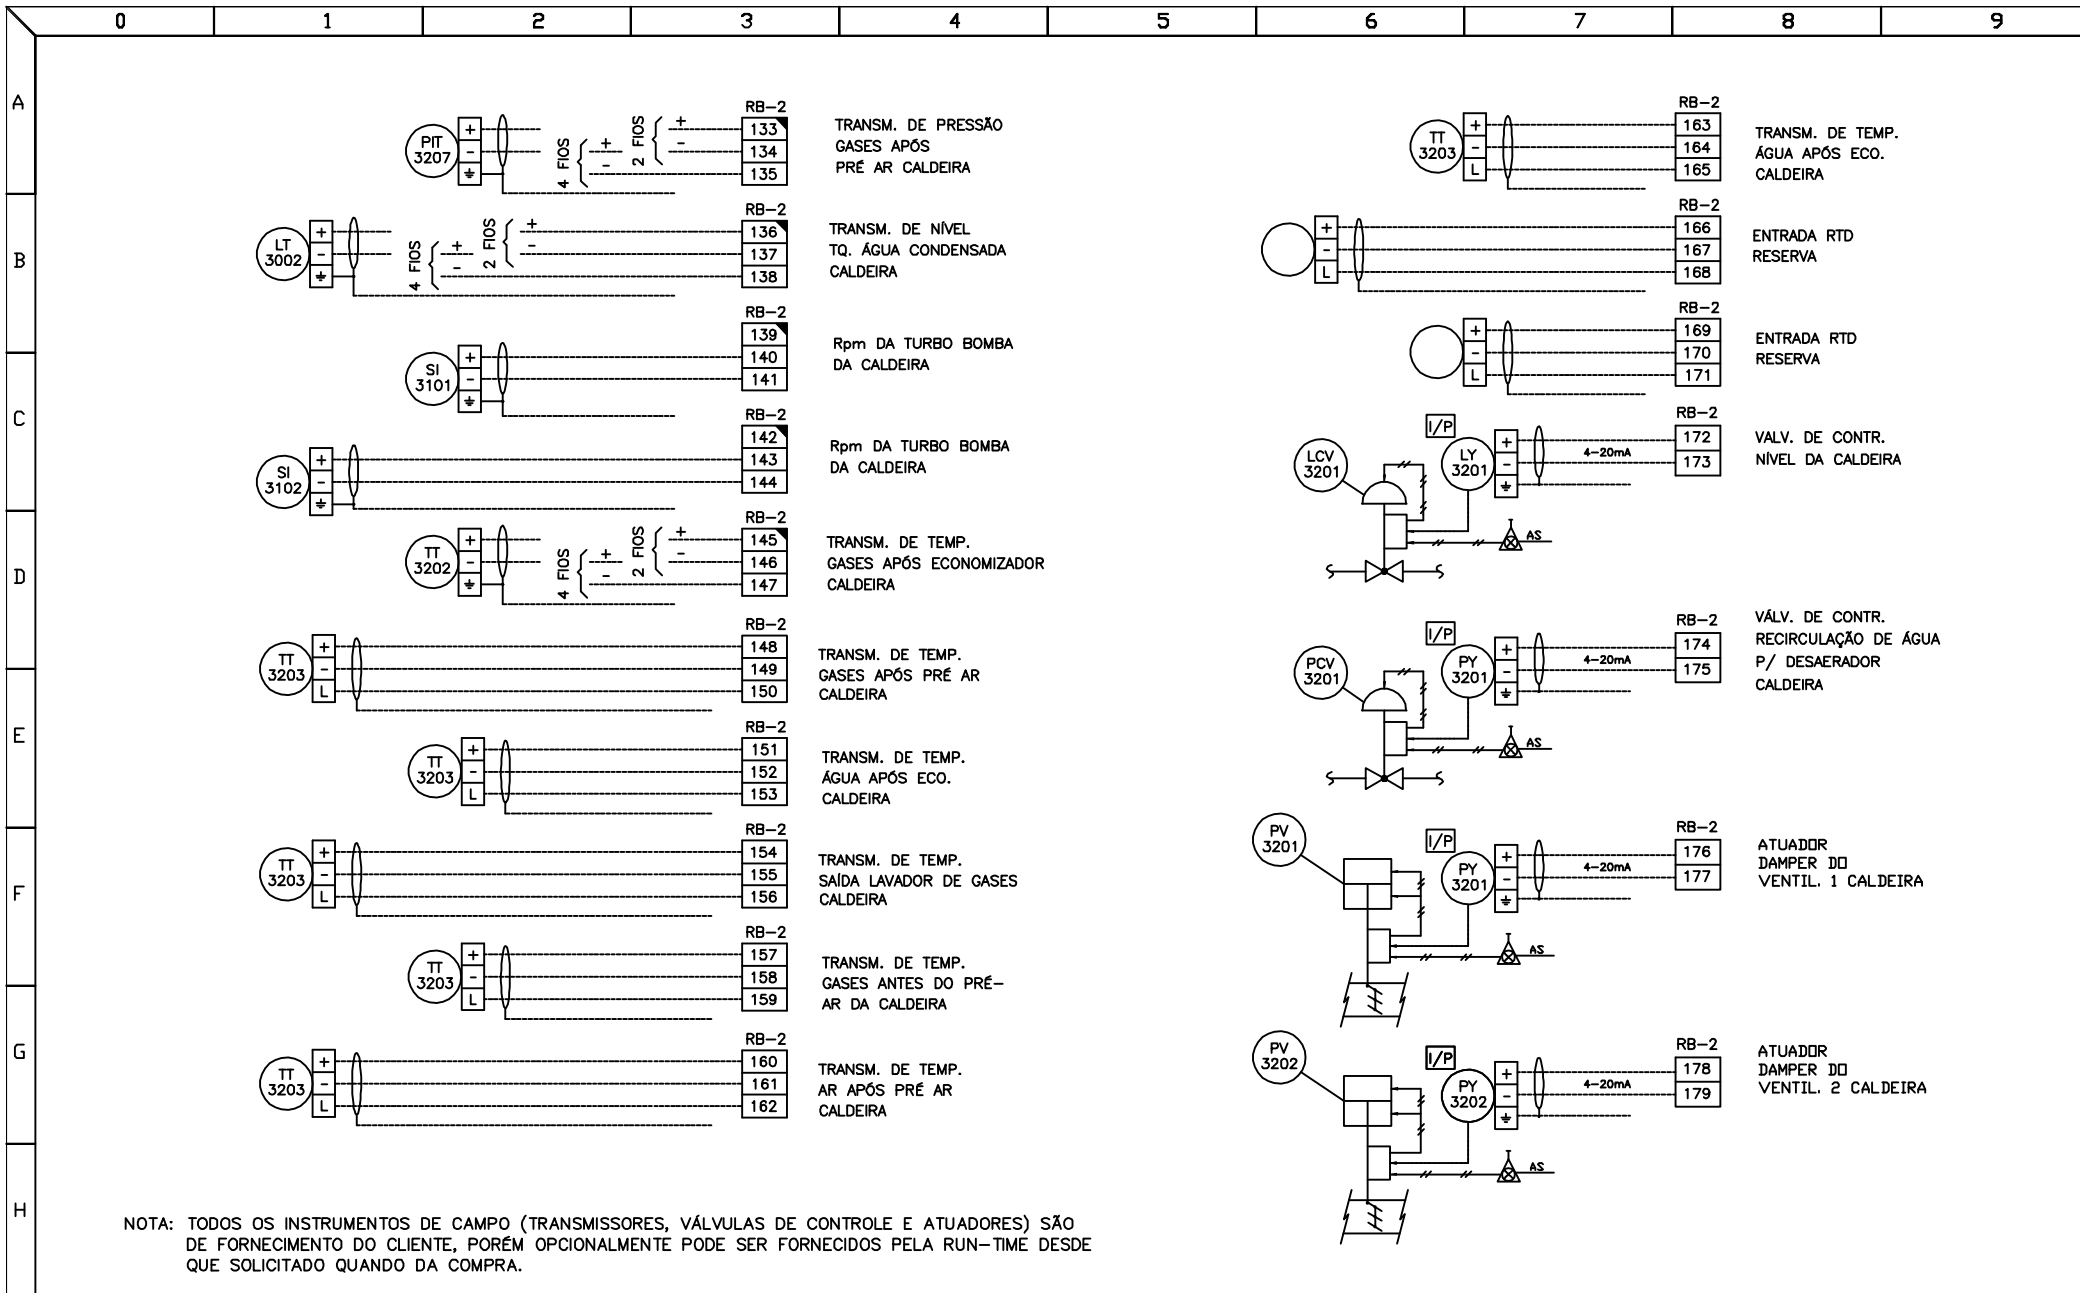 0 1 2 3 4 5 6 7 8 9
A
B
C
D
E
F
G
H
RB-2
PIT
3207
+
-
4 FIOS
+
-
2 FIOS
+
-
133
134
135
TRANSM. DE PRESSÃO
GASES APÓS
PRÉ AR CALDEIRA
RB-2
LT
3002
+
-
4 FIOS
+
-
2 FIOS
+
-
136
137
138
TRANSM. DE NÍVEL
TQ. ÁGUA CONDENSADA
CALDEIRA
RB-2
SI
3101
+
-
139
140
141
Rpm DA TURBO BOMBA
DA CALDEIRA
RB-2
SI
3102
+
-
142
143
144
Rpm DA TURBO BOMBA
DA CALDEIRA
RB-2
TT
3202
+
-
4 FIOS
+
-
2 FIOS
+
-
145
146
147
TRANSM. DE TEMP.
GASES APÓS ECONOMIZADOR
CALDEIRA
RB-2
TT
3203
+
-
L
148
149
150
TRANSM. DE TEMP.
GASES APÓS PRÉ AR
CALDEIRA
RB-2
TT
3203
+
-
L
151
152
153
TRANSM. DE TEMP.
ÁGUA APÓS ECO.
CALDEIRA
RB-2
TT
3203
+
-
L
154
155
156
TRANSM. DE TEMP.
SAÍDA LAVADOR DE GASES
CALDEIRA
RB-2
TT
3203
+
-
L
157
158
159
TRANSM. DE TEMP.
GASES ANTES DO PRÉ-
AR DA CALDEIRA
RB-2
TT
3203
+
-
L
160
161
162
TRANSM. DE TEMP.
AR APÓS PRÉ AR
CALDEIRA
RB-2
TT
3203
+
-
L
163
164
165
TRANSM. DE TEMP.
ÁGUA APÓS ECO.
CALDEIRA
RB-2
+
-
L
166
167
168
ENTRADA RTD
RESERVA
RB-2
+
-
L
169
170
171
ENTRADA RTD
RESERVA
RB-2
I/P
LCV
3201
LY
3201
+
-
4-20mA
172
173
AS
VALV. DE CONTR.
NÍVEL DA CALDEIRA
RB-2
I/P
PCV
3201
PY
3201
+
-
4-20mA
174
175
AS
VÁLV. DE CONTR.
RECIRCULAÇÃO DE ÁGUA
P/ DESAERADOR
CALDEIRA
RB-2
PV
3201
I/P
PY
3201
+
-
4-20mA
176
177
AS
ATUADOR
DAMPER DO
VENTIL. 1 CALDEIRA
RB-2
PV
3202
I/P
PY
3202
+
-
4-20mA
178
179
AS
ATUADOR
DAMPER DO
VENTIL. 2 CALDEIRA
NOTA: TODOS OS INSTRUMENTOS DE CAMPO (TRANSMISSORES, VÁLVULAS DE CONTROLE E ATUADORES) SÃO
DE FORNECIMENTO DO CLIENTE, PORÉM OPCIONALMENTE PODE SER FORNECIDOS PELA RUN-TIME DESDE
QUE SOLICITADO QUANDO DA COMPRA.